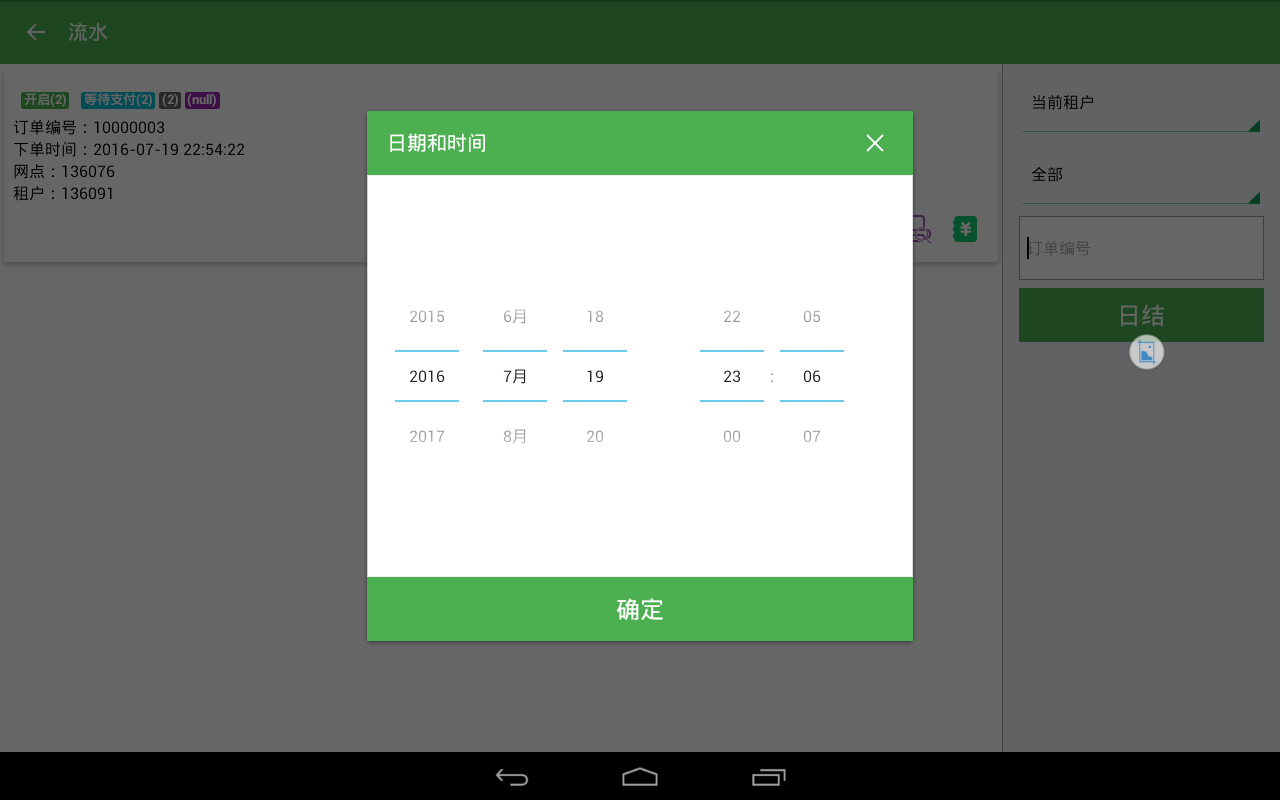 流水
开启(2) 等待支付(2) (2) (null)
订单编号：10000003
下单时间：2016-07-19 22:54:22
网点：136076
租户：136091
日期和时间
2015 6月 18 22 05
2016 7月 19 23 : 06
2017 8月 20 00 07
确定
当前租户
全部
订单编号
日结